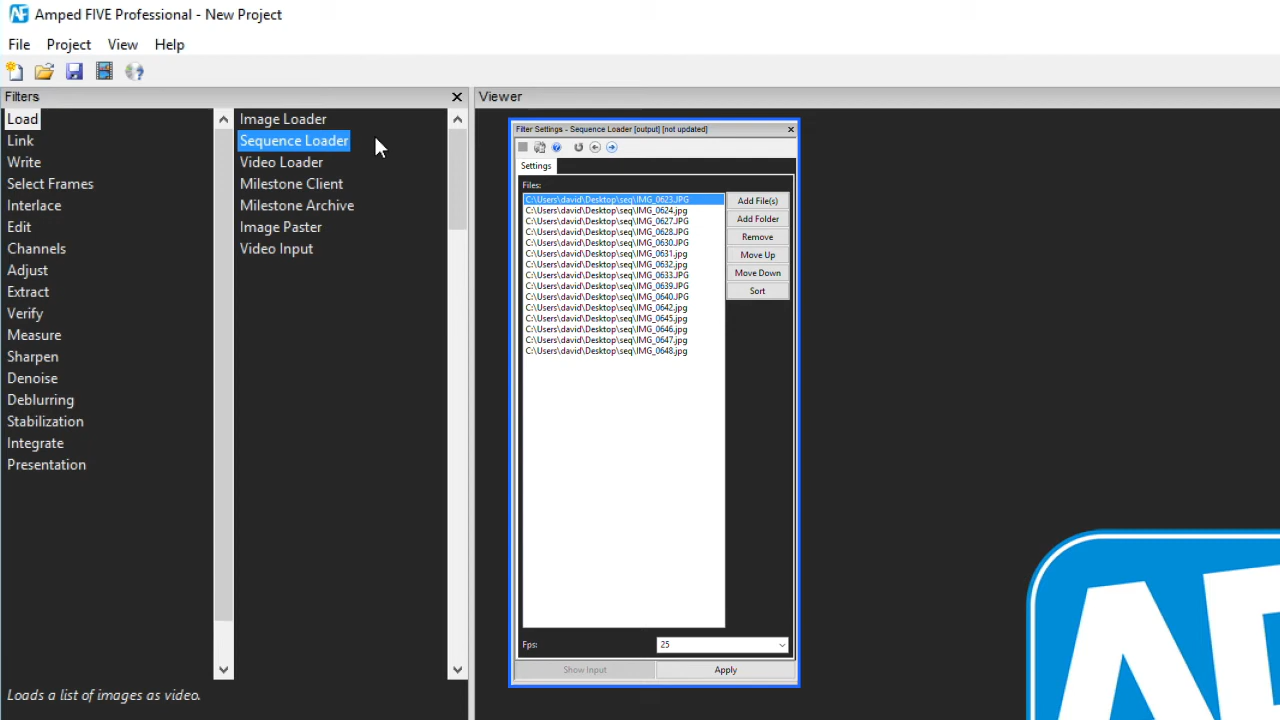 Amped FIVE Professional - New Project
File Project View Help
Filters
Load
Link
Write
Select Frames
Interlace
Edit
Channels
Adjust
Extract
Verify
Measure
Sharpen
Denoise
Deblurring
Stabilization
Integrate
Presentation
Image Loader
Sequence Loader
Video Loader
Milestone Client
Milestone Archive
Image Paster
Video Input
Loads a list of images as video.
Viewer
Filter Settings - Sequence Loader [output] [not updated]
Settings
Files:
C:\Users\david\Desktop\seq\IMG_0623.JPG
C:\Users\david\Desktop\seq\IMG_0624.jpg
C:\Users\david\Desktop\seq\IMG_0627.JPG
C:\Users\david\Desktop\seq\IMG_0628.JPG
C:\Users\david\Desktop\seq\IMG_0630.JPG
C:\Users\david\Desktop\seq\IMG_0631.jpg
C:\Users\david\Desktop\seq\IMG_0632.jpg
C:\Users\david\Desktop\seq\IMG_0633.JPG
C:\Users\david\Desktop\seq\IMG_0639.JPG
C:\Users\david\Desktop\seq\IMG_0640.JPG
C:\Users\david\Desktop\seq\IMG_0642.jpg
C:\Users\david\Desktop\seq\IMG_0645.jpg
C:\Users\david\Desktop\seq\IMG_0646.jpg
C:\Users\david\Desktop\seq\IMG_0647.jpg
C:\Users\david\Desktop\seq\IMG_0648.jpg
Add File(s)
Add Folder
Remove
Move Up
Move Down
Sort
Fps: 25
Show Input Apply
AF